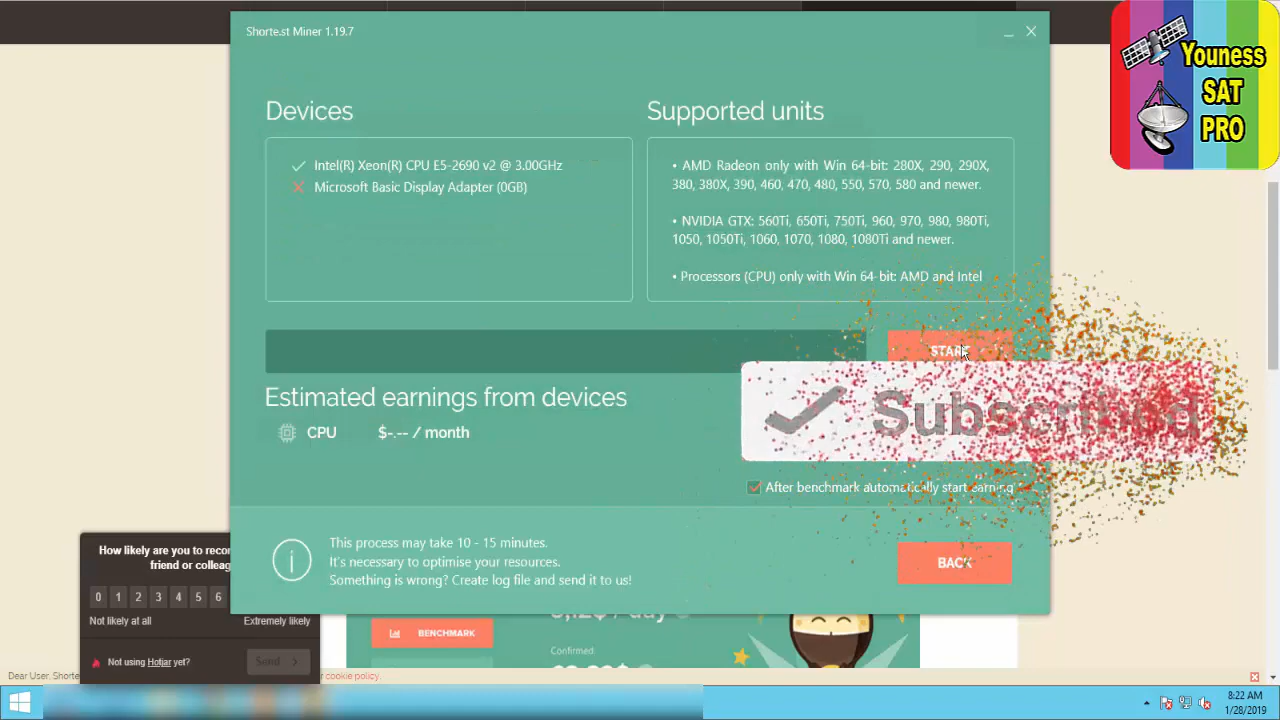 Shorte.st Miner 1.19.7
Youness
SAT
PRO
Devices
Intel(R) Xeon(R) CPU E5-2690 v2 @ 3.00GHz
Microsoft Basic Display Adapter (0GB)
Supported units
• AMD Radeon only with Win 64-bit: 280X, 290, 290X,
380, 380X, 390, 460, 470, 480, 550, 570, 580 and newer.
• NVIDIA GTX: 560Ti, 650Ti, 750Ti, 960, 970, 980, 980Ti,
1050, 1050Ti, 1060, 1070, 1080, 1080Ti and newer.
• Processors (CPU) only with Win 64-bit: AMD and Intel
START
Subscribed
Estimated earnings from devices
CPU $-.-- / month
After benchmark automatically start earning
This process may take 10 - 15 minutes.
It's necessary to optimise your resources.
Something is wrong? Create log file and send it to us!
BACK
How likely are you to
friend or
0 1 2 3 4 5 6
Not likely at all Extremely likely
Not using Hotjar yet? Send
BENCHMARK
/ day
Confirmed:
Dear User. cookie policy.
8:22 AM
1/28/2019